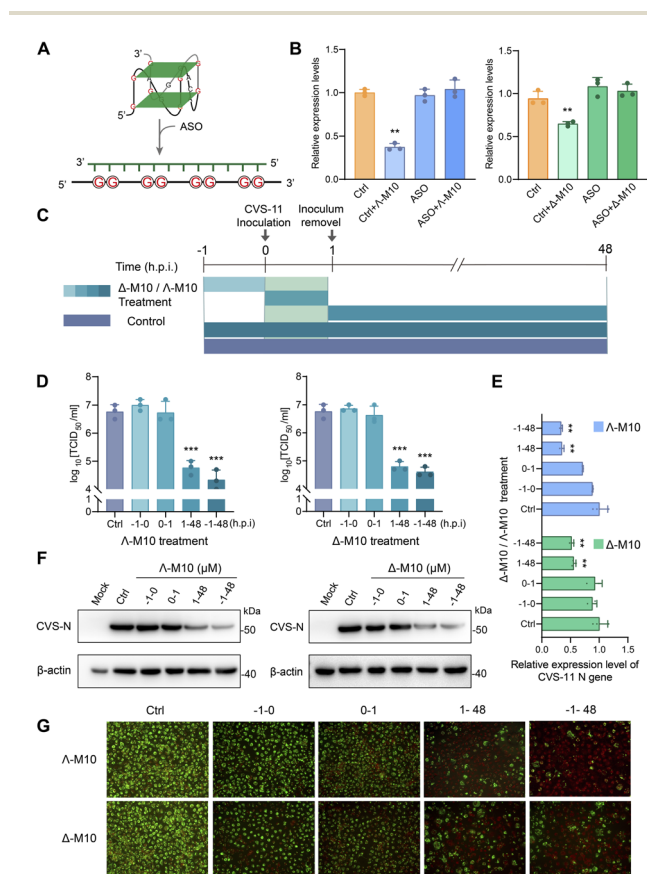 A
3'
G
G
G
G
G
G
A
G
C
5'
ASO
3'
5'
5'
GG GG GG GG
3'
B
Relative expression levels
1.5
1.0
0.5
0.0
**
Ctrl
Ctrl+Λ-M10
ASO
ASO+Λ-M10
Relative expression levels
1.5
1.0
0.5
0.0
**
Ctrl
Ctrl+Δ-M10
ASO
ASO+Δ-M10
C
CVS-11
Inoculation
Inoculum
removel
-1
0
1
48
Time (h.p.i.)
Δ-M10 / Λ-M10
Treatment
Control
D
log10[TCID50/ml]
8
7
6
5
4
1
0
***
***
Ctrl -1-0 0-1 1-48 -1-48 (h.p.i)
Λ-M10 treatment
log10[TCID50/ml]
8
7
6
5
4
1
0
***
***
Ctrl -1-0 0-1 1-48 -1-48 (h.p.i)
Δ-M10 treatment
E
Δ-M10 / Λ-M10 treatment
-1-48
**
Λ-M10
1-48
**
0-1
-1-0
Ctrl
-1-48
**
Δ-M10
1-48
**
0-1
-1-0
Ctrl
0.0 0.5 1.0 1.5
Relative expression level of
CVS-11 N gene
F
Λ-M10 (μM)
Mock
Ctrl
-1-0
0-1
1-48
-1-48
kDa
CVS-N
-50
β-actin
-40
Δ-M10 (μM)
Mock
Ctrl
-1-0
0-1
1-48
-1-48
kDa
CVS-N
-50
β-actin
-40
G
Ctrl
-1-0
0-1
1- 48
-1- 48
Λ-M10
Δ-M10